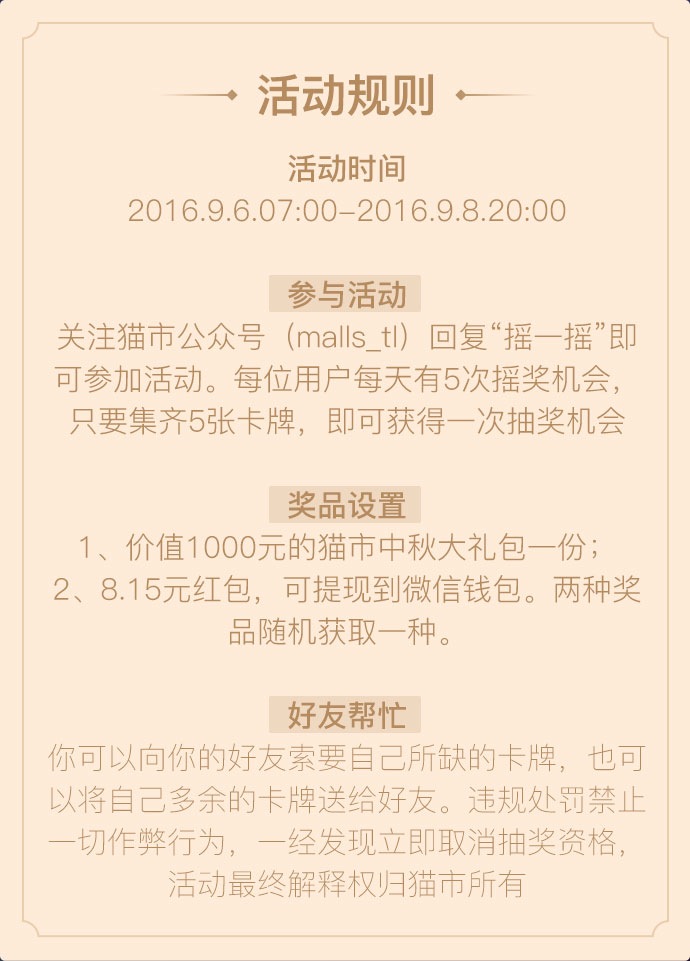 活动规则
活动时间
2016.9.6.07:00-2016.9.8.20:00
参与活动
关注猫市公众号（malls_tl）回复“摇一摇”即
可参加活动。每位用户每天有5次摇奖机会，
只要集齐5张卡牌，即可获得一次抽奖机会
奖品设置
1、价值1000元的猫市中秋大礼包一份；
2、8.15元红包，可提现到微信钱包。两种奖
品随机获取一种。
好友帮忙
你可以向你的好友索要自己所缺的卡牌，也可
以将自己多余的卡牌送给好友。违规处罚禁止
一切作弊行为，一经发现立即取消抽奖资格，
活动最终解释权归猫市所有